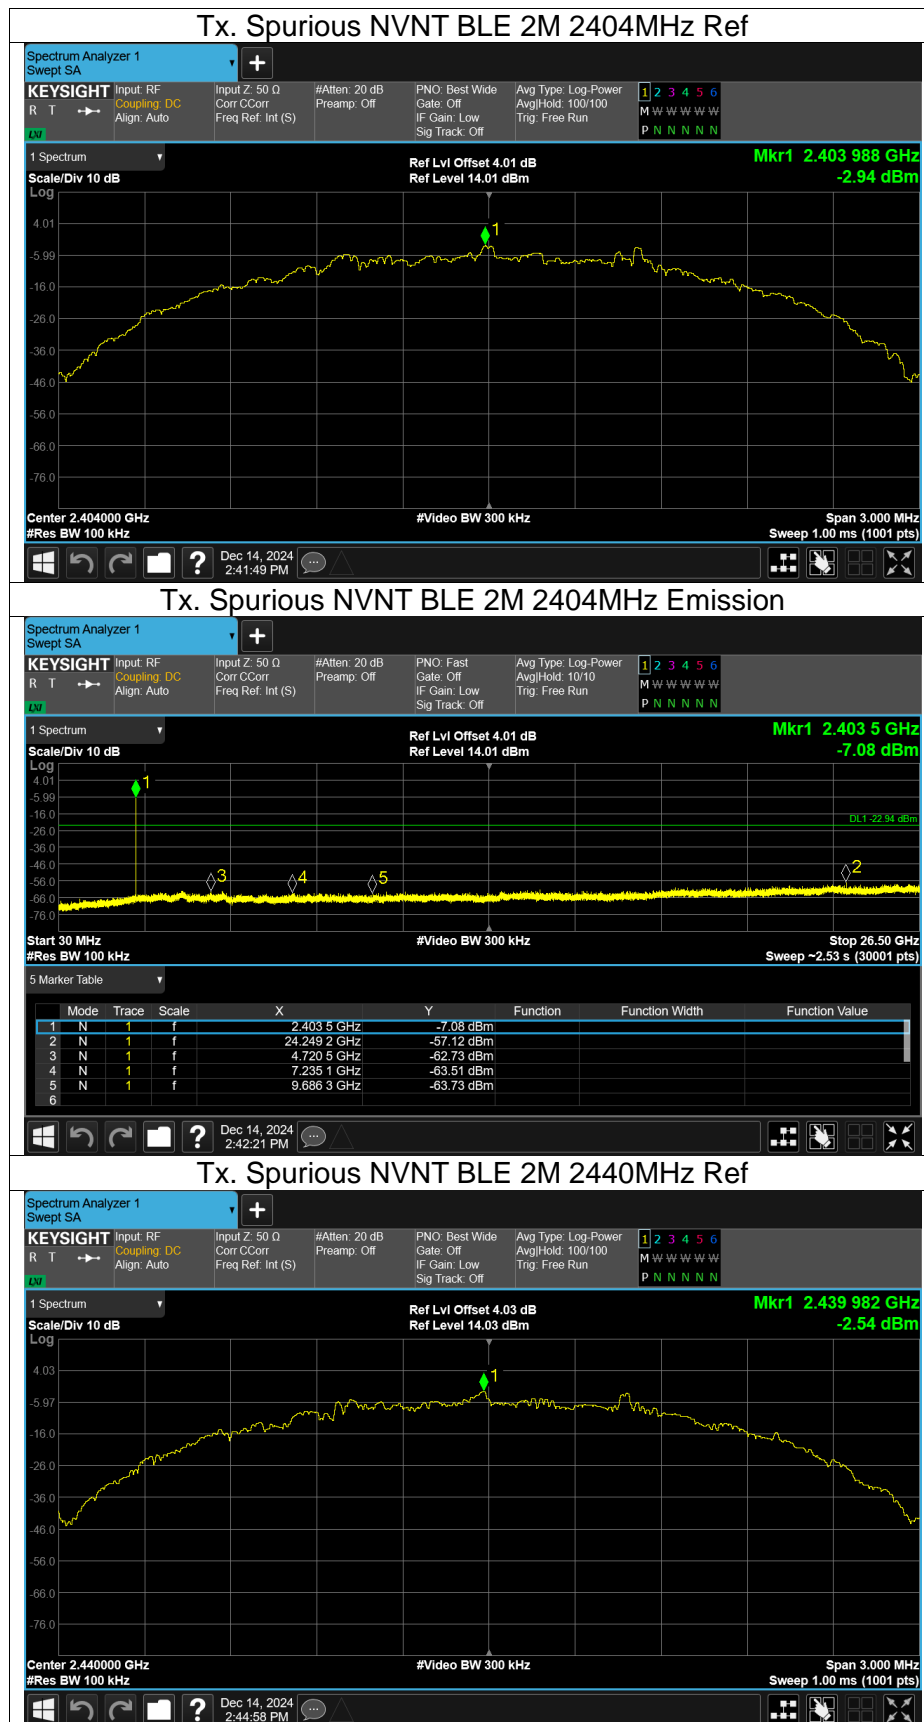 Tx. Spurious NVNT BLE 2M 2404MHz Ref
Spectrum Analyzer 1
Swept SA
KEYSIGHT
R T
LXI
Input: RF
Coupling: DC
Align: Auto
Input Z: 50 Ω
Corr CCorr
Freq Ref: Int (S)
#Atten: 20 dB
Preamp: Off
PNO: Best Wide
Gate: Off
IF Gain: Low
Sig Track: Off
Avg Type: Log-Power
Avg|Hold: 100/100
Trig: Free Run
1 2 3 4 5 6
M W W W W W
P N N N N N
1 Spectrum
Scale/Div 10 dB
Ref Lvl Offset 4.01 dB
Ref Level 14.01 dBm
Mkr1 2.403 988 GHz
-2.94 dBm
Log
4.01
-5.99
-16.0
-26.0
-36.0
-46.0
-56.0
-66.0
-76.0
1
Center 2.404000 GHz
#Res BW 100 kHz
#Video BW 300 kHz
Span 3.000 MHz
Sweep 1.00 ms (1001 pts)
Dec 14, 2024
2:41:49 PM
Tx. Spurious NVNT BLE 2M 2404MHz Emission
Spectrum Analyzer 1
Swept SA
KEYSIGHT
R T
LXI
Input: RF
Coupling: DC
Align: Auto
Input Z: 50 Ω
Corr CCorr
Freq Ref: Int (S)
#Atten: 20 dB
Preamp: Off
PNO: Fast
Gate: Off
IF Gain: Low
Sig Track: Off
Avg Type: Log-Power
Avg|Hold: 10/10
Trig: Free Run
1 2 3 4 5 6
M W W W W W
P N N N N N
1 Spectrum
Scale/Div 10 dB
Ref Lvl Offset 4.01 dB
Ref Level 14.01 dBm
Mkr1 2.403 5 GHz
-7.08 dBm
Log
4.01
-5.99
-16.0
-26.0
-36.0
-46.0
-56.0
-66.0
-76.0
1
DL1 -22.94 dBm
3
4
5
2
Start 30 MHz
#Res BW 100 kHz
#Video BW 300 kHz
Stop 26.50 GHz
Sweep ~2.53 s (30001 pts)
5 Marker Table
Mode Trace Scale X Y Function Function Width Function Value
1 N 1 f 2.403 5 GHz -7.08 dBm
2 N 1 f 24.249 2 GHz -57.12 dBm
3 N 1 f 4.720 5 GHz -62.73 dBm
4 N 1 f 7.235 1 GHz -63.51 dBm
5 N 1 f 9.686 3 GHz -63.73 dBm
6
Dec 14, 2024
2:42:21 PM
Tx. Spurious NVNT BLE 2M 2440MHz Ref
Spectrum Analyzer 1
Swept SA
KEYSIGHT
R T
LXI
Input: RF
Coupling: DC
Align: Auto
Input Z: 50 Ω
Corr CCorr
Freq Ref: Int (S)
#Atten: 20 dB
Preamp: Off
PNO: Best Wide
Gate: Off
IF Gain: Low
Sig Track: Off
Avg Type: Log-Power
Avg|Hold: 100/100
Trig: Free Run
1 2 3 4 5 6
M W W W W W
P N N N N N
1 Spectrum
Scale/Div 10 dB
Ref Lvl Offset 4.03 dB
Ref Level 14.03 dBm
Mkr1 2.439 982 GHz
-2.54 dBm
Log
4.03
-5.97
-16.0
-26.0
-36.0
-46.0
-56.0
-66.0
-76.0
1
Center 2.440000 GHz
#Res BW 100 kHz
#Video BW 300 kHz
Span 3.000 MHz
Sweep 1.00 ms (1001 pts)
Dec 14, 2024
2:44:58 PM